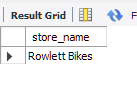 Result Grid F
store_name
Rowlett Bikes